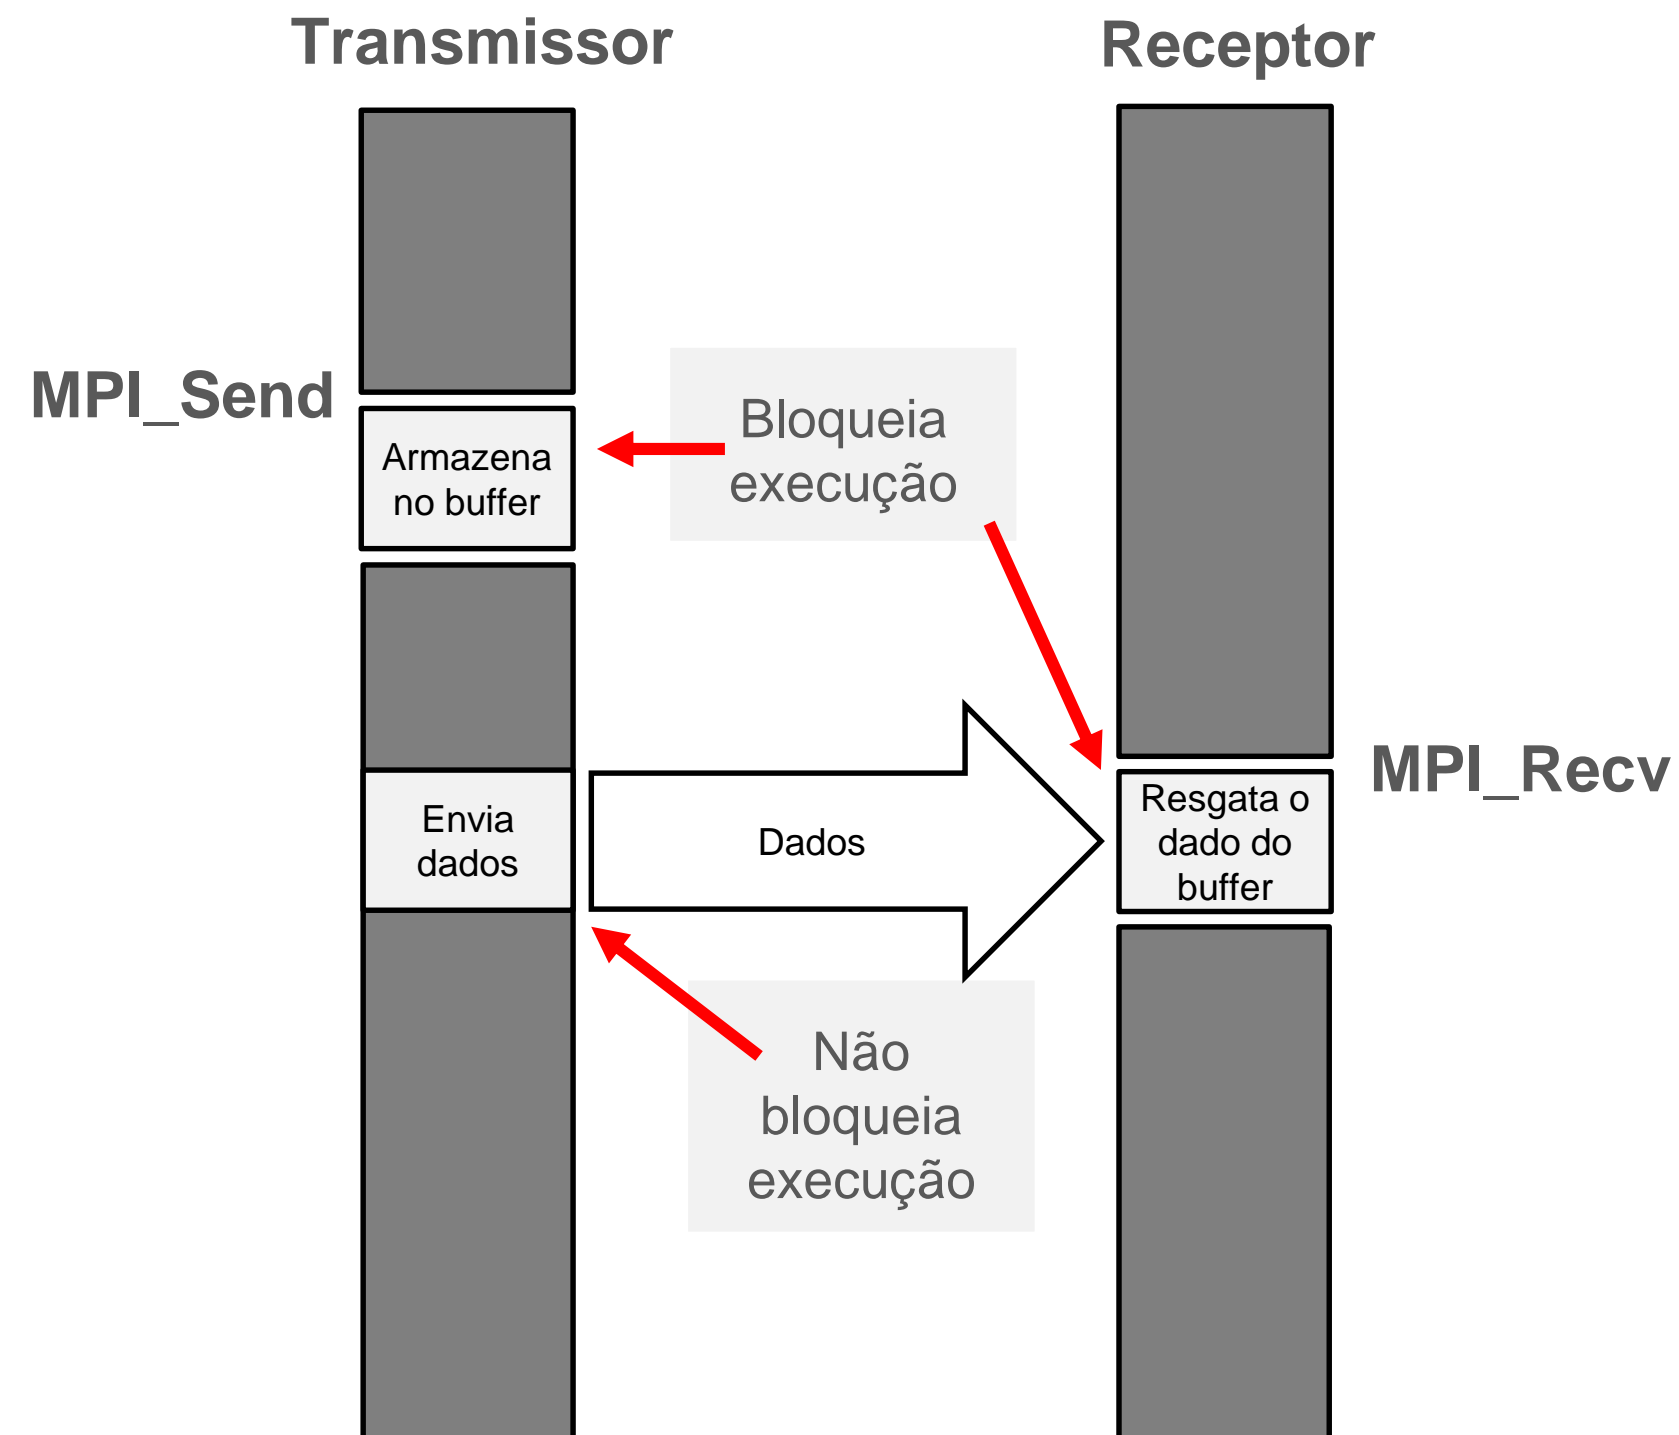 Transmissor
Receptor
MPI_Send
Armazena
no buffer
Bloqueia
execução
MPI_Recv
Envia
dados
Dados
Resgata o
dado do
buffer
Não
bloqueia
execução